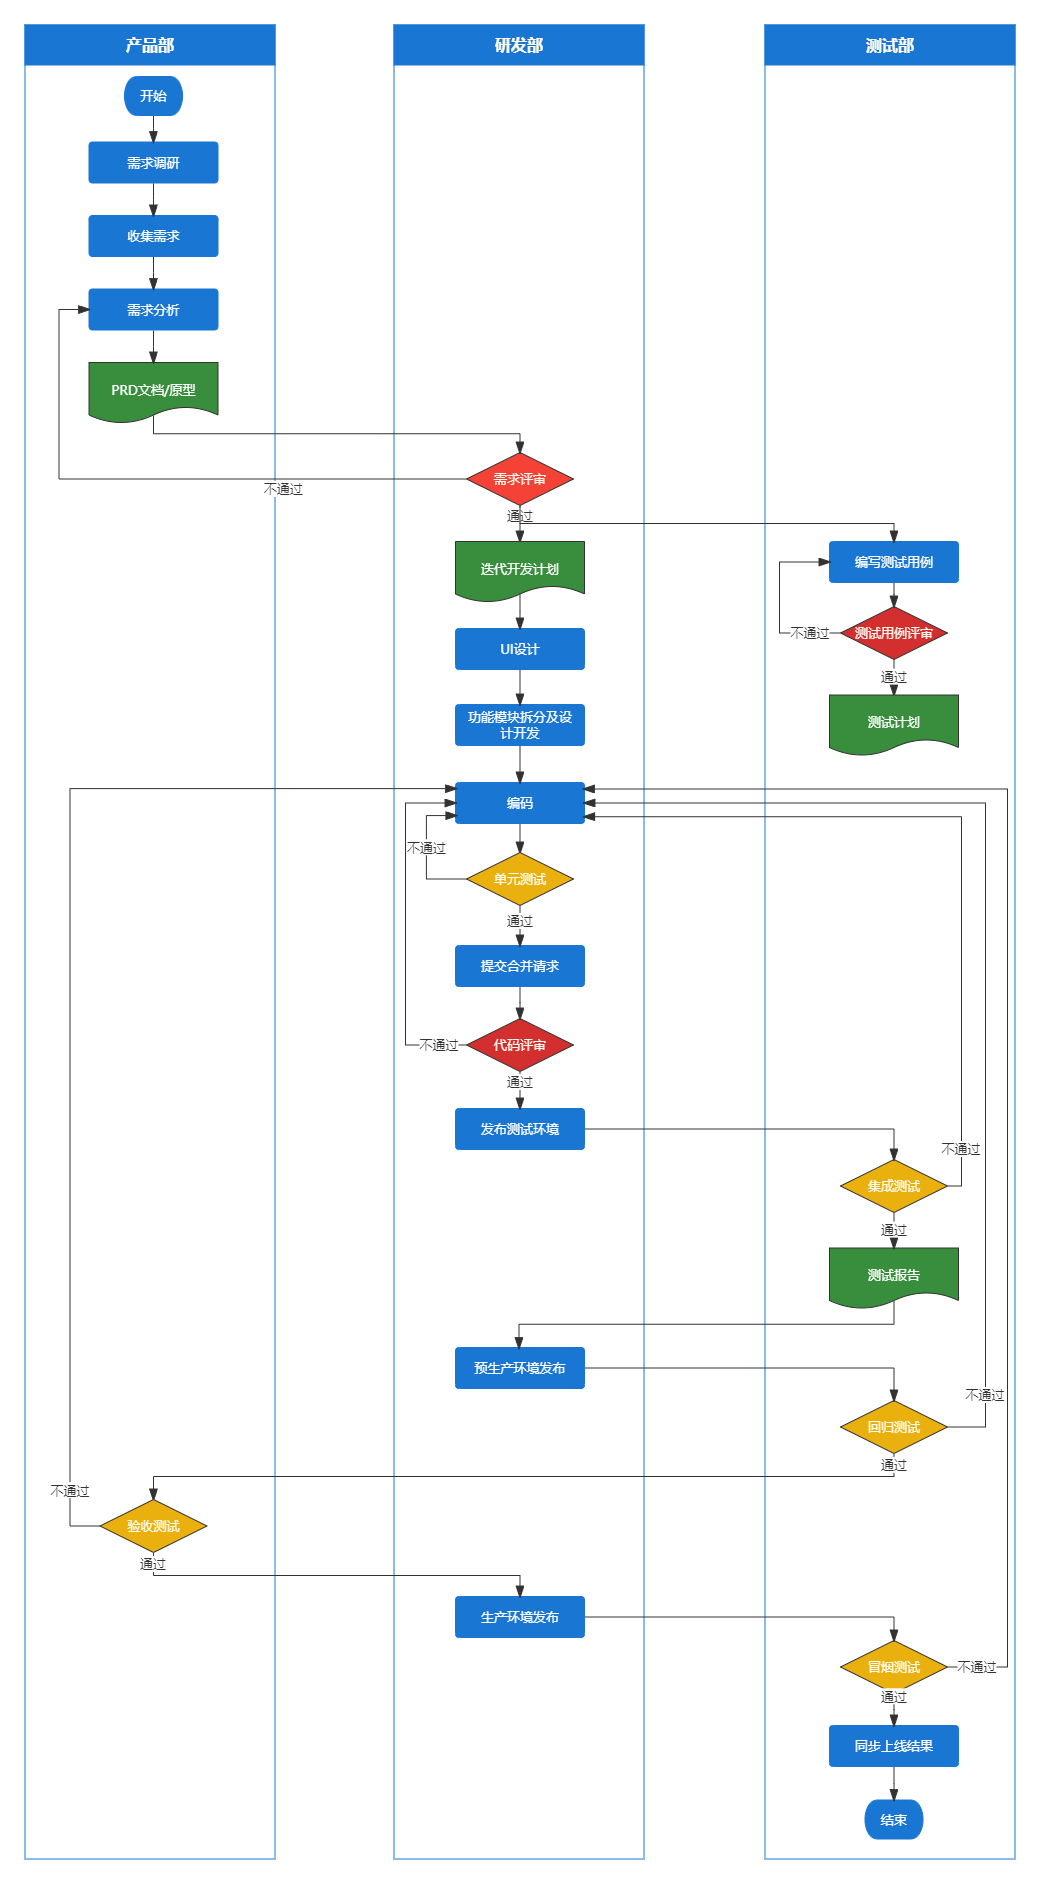 产品部
研发部
测试部
开始
需求调研
收集需求
需求分析
PRD文档/原型
需求评审
不通过
通过
迭代开发计划
编写测试用例
测试用例评审
不通过
UI设计
通过
功能模块拆分及设
计开发
测试计划
编码
不通过
单元测试
通过
提交合并请求
代码评审
不通过
通过
发布测试环境
不通过
集成测试
通过
测试报告
预生产环境发布
不通过
回归测试
通过
不通过
验收测试
通过
生产环境发布
冒烟测试
不通过
通过
同步上线结果
结束